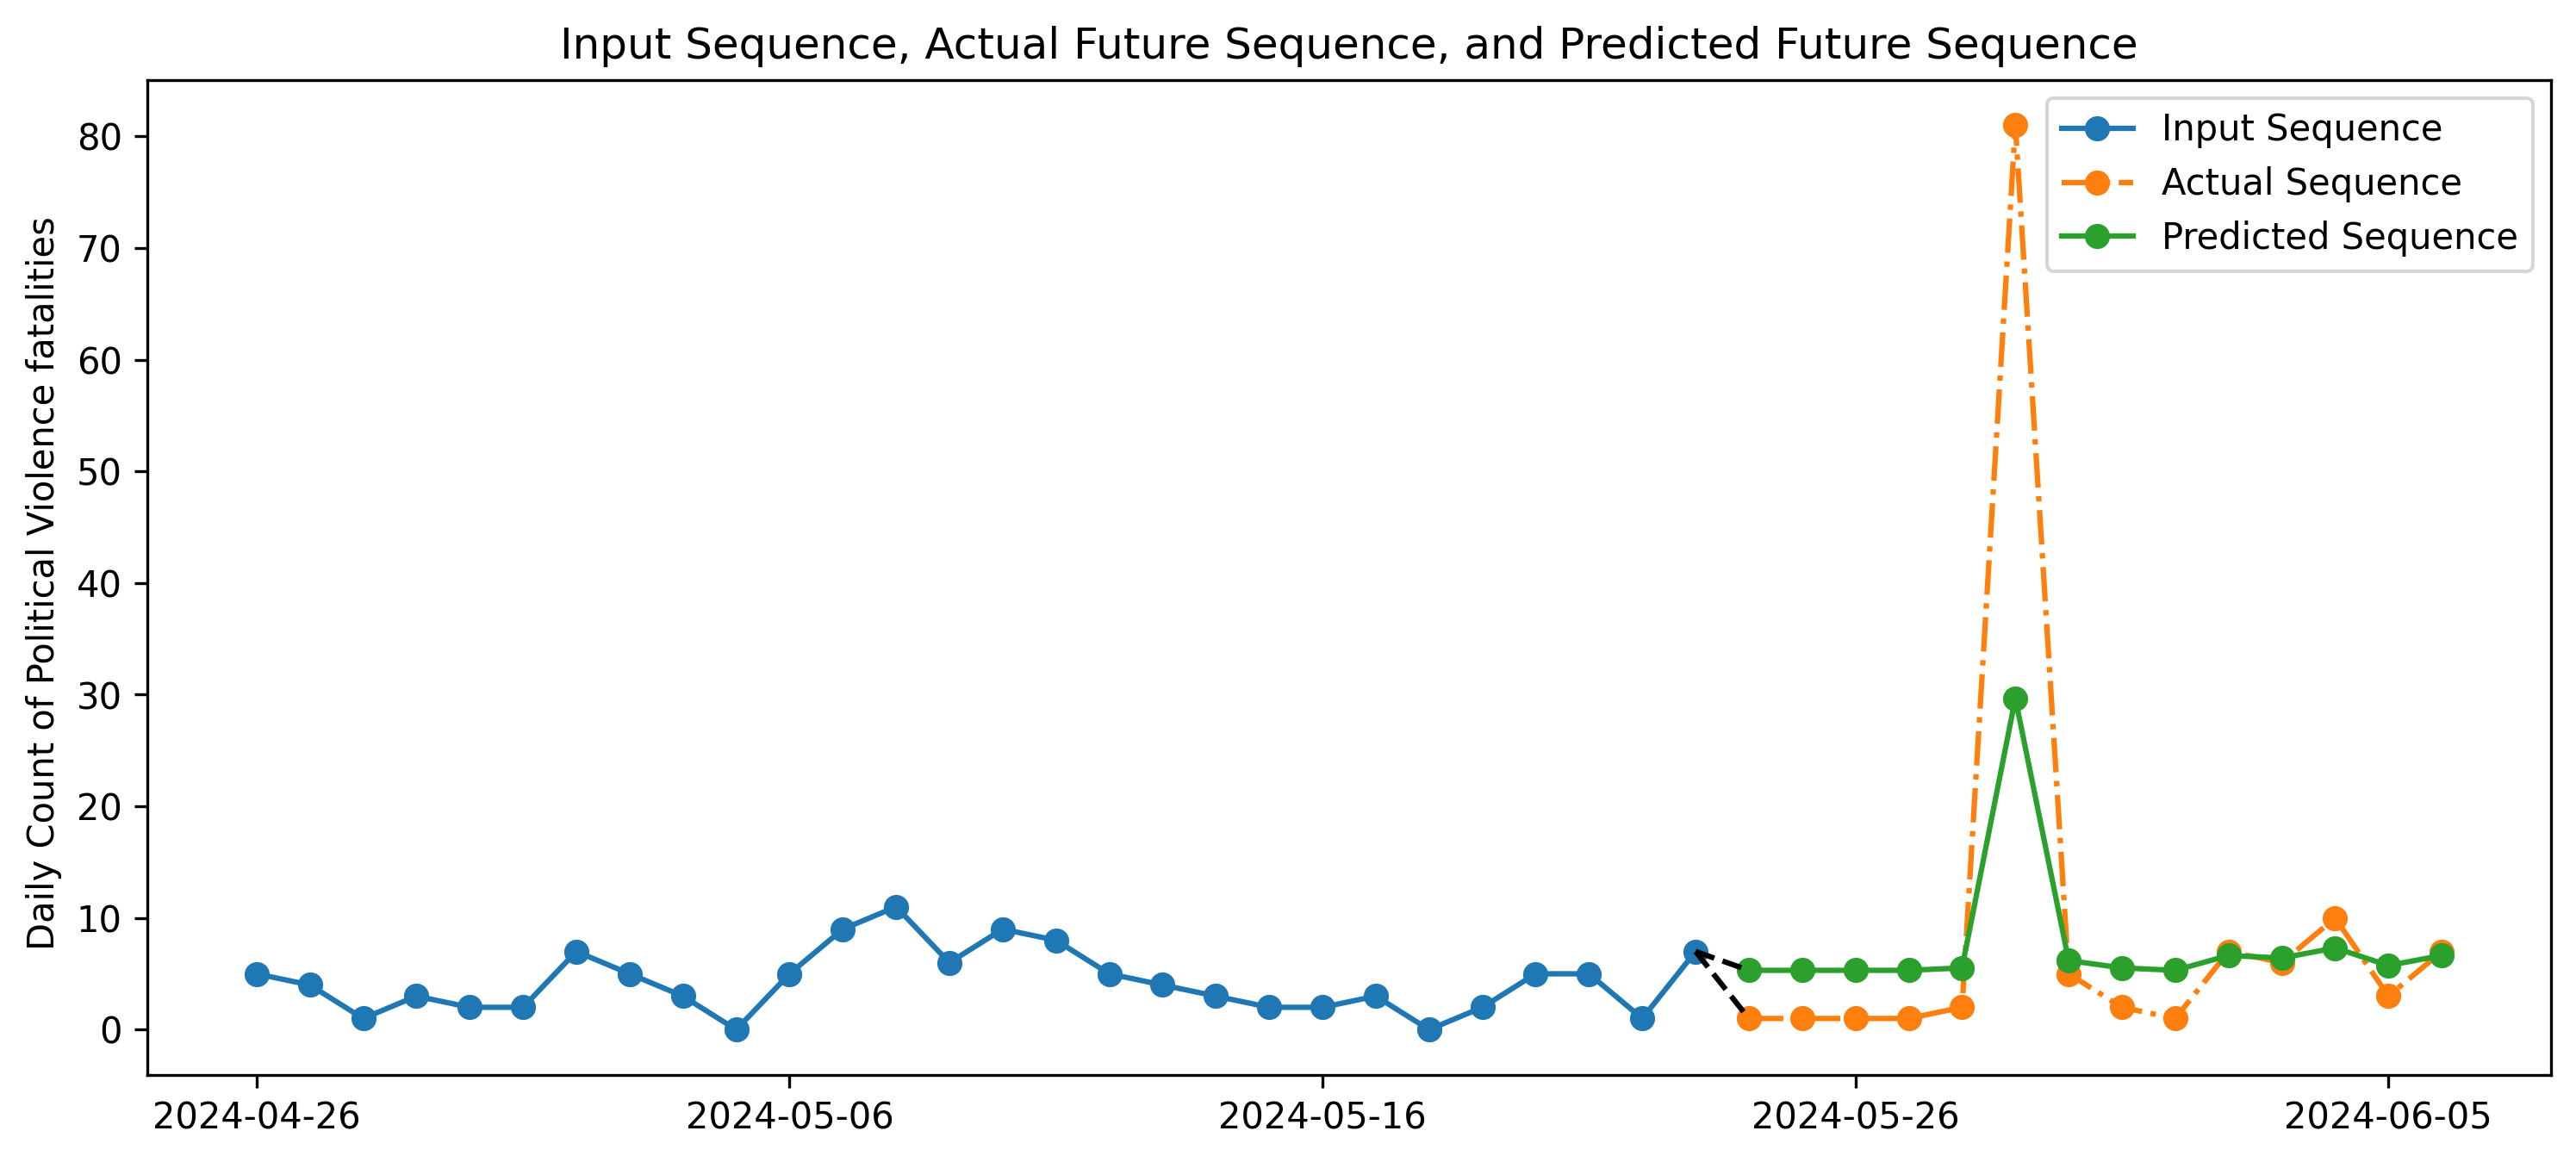 Input Sequence, Actual Future Sequence, and Predicted Future Sequence
Daily Count of Political Violence fatalities
80
70
60
50
40
30
20
10
0
Input Sequence
Actual Sequence
Predicted Sequence
2024-04-26
2024-05-06
2024-05-16
2024-05-26
2024-06-05